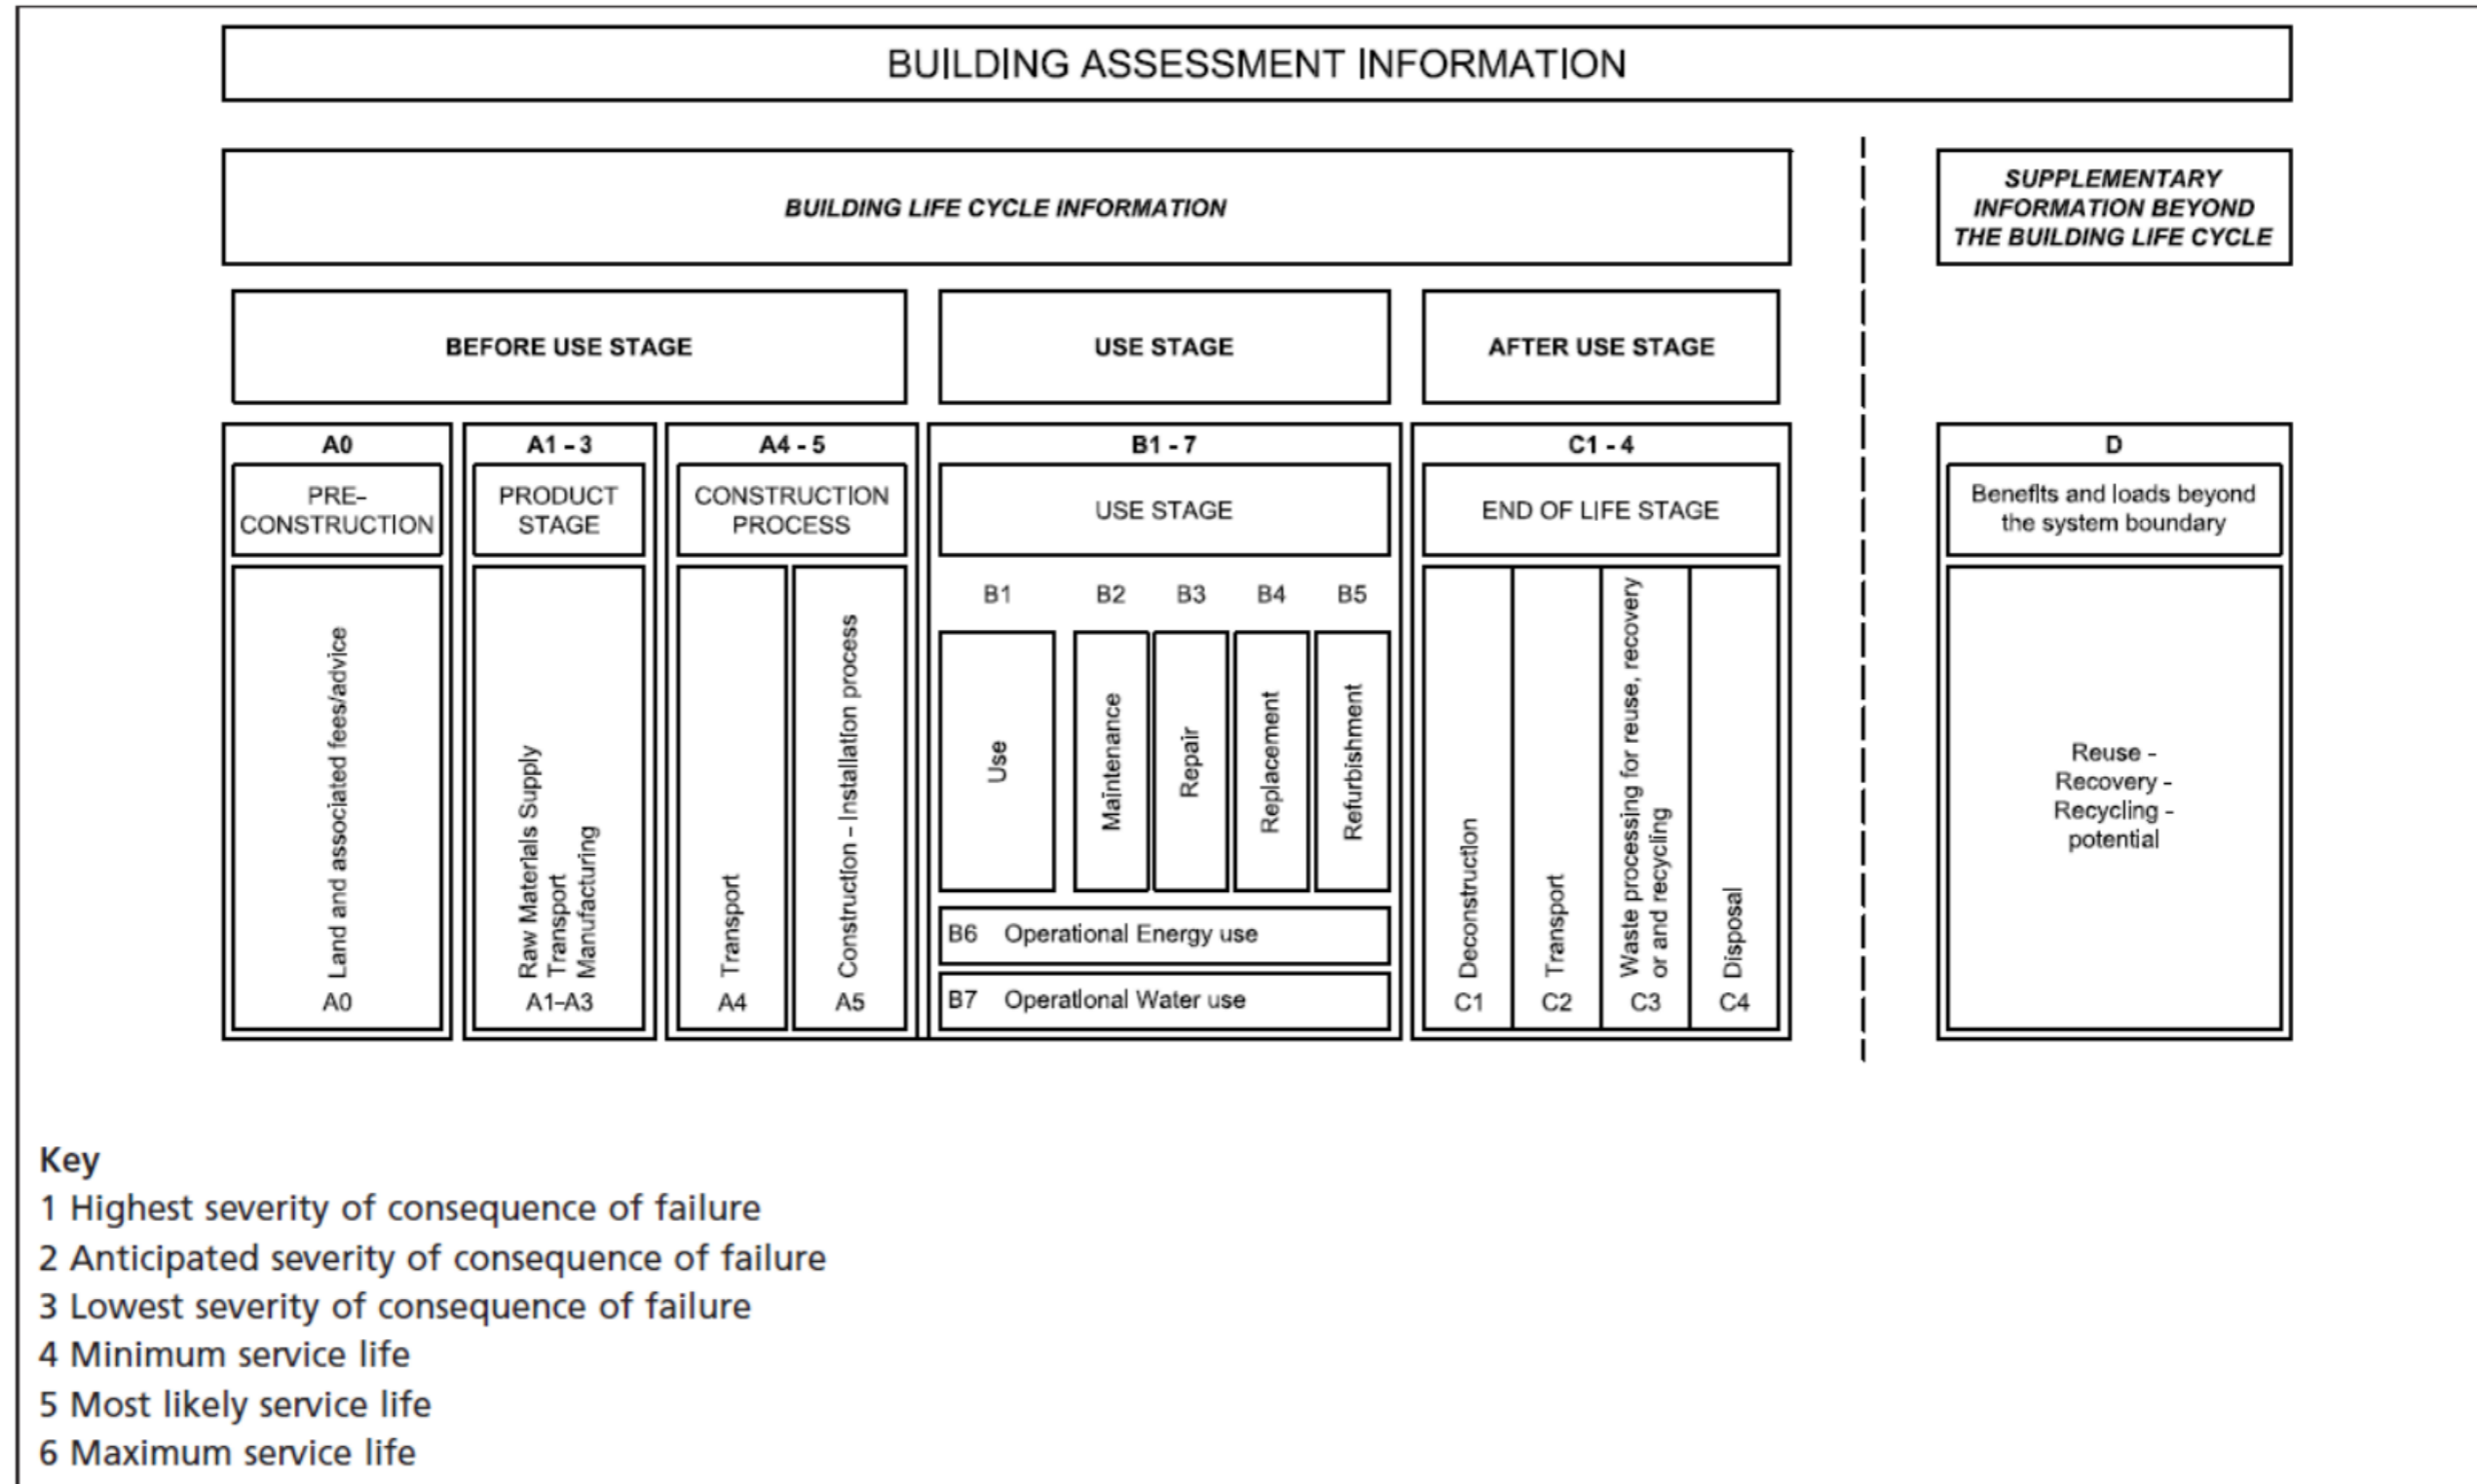 BUILDING ASSESSMENT INFORMATION
BUILDING LIFE CYCLE INFORMATION
SUPPLEMENTARY
INFORMATION BEYOND
THE BUILDING LIFE CYCLE
BEFORE USE STAGE
USE STAGE
AFTER USE STAGE
A0
PRE–
CONSTRUCTION
Land and associated fees/advice
A0
A1 – 3
PRODUCT
STAGE
Raw Materials Supply
Transport
Manufacturing
A1–A3
A4 - 5
CONSTRUCTION
PROCESS
Transport
A4
Construction – Installation process
A5
B1 - 7
USE STAGE
B1
Use
B2
Maintenance
B3
Repair
B4
Replacement
B5
Refurbishment
B6 Operational Energy use
B7 Operational Water use
C1 - 4
END OF LIFE STAGE
Deconstruction
C1
Transport
C2
Waste processing for reuse, recovery
or and recycling
C3
Disposal
C4
D
Benefits and loads beyond
the system boundary
Reuse -
Recovery -
Recycling -
potential
Key
1 Highest severity of consequence of failure
2 Anticipated severity of consequence of failure
3 Lowest severity of consequence of failure
4 Minimum service life
5 Most likely service life
6 Maximum service life